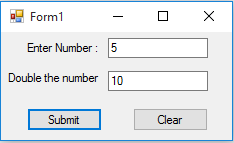 Form1
Enter Number : 5
Double the number 10
Submit Clear